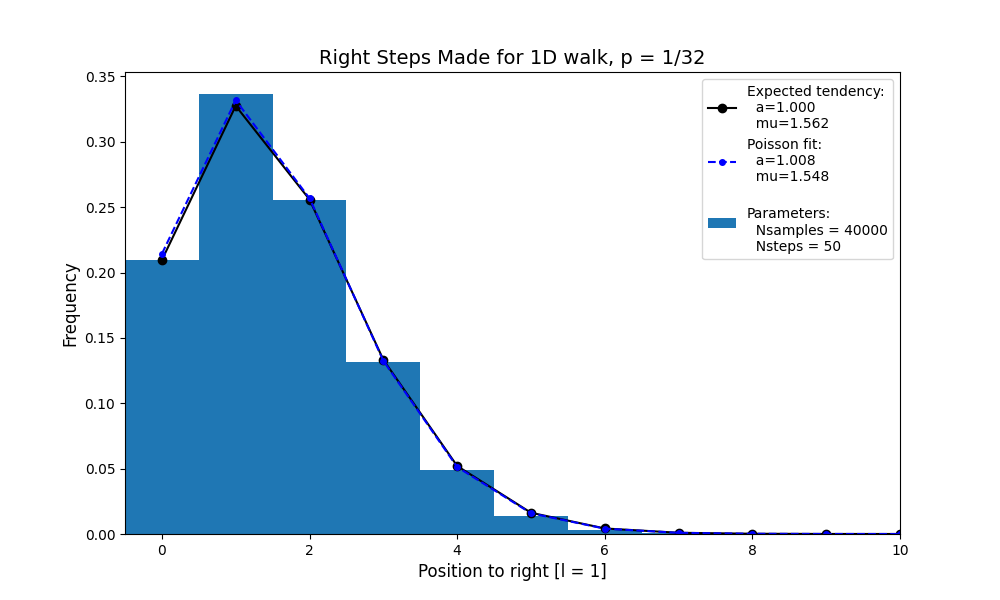 Right Steps Made for 1D walk, p = 1/32
Frequency
0.35
0.30
0.25
0.20
0.15
0.10
0.05
0.00
Expected tendency:
a=1.000
mu=1.562
Poisson fit:
a=1.008
mu=1.548
Parameters:
Nsamples = 40000
Nsteps = 50
0 2 4 6 8 10
Position to right [l = 1]